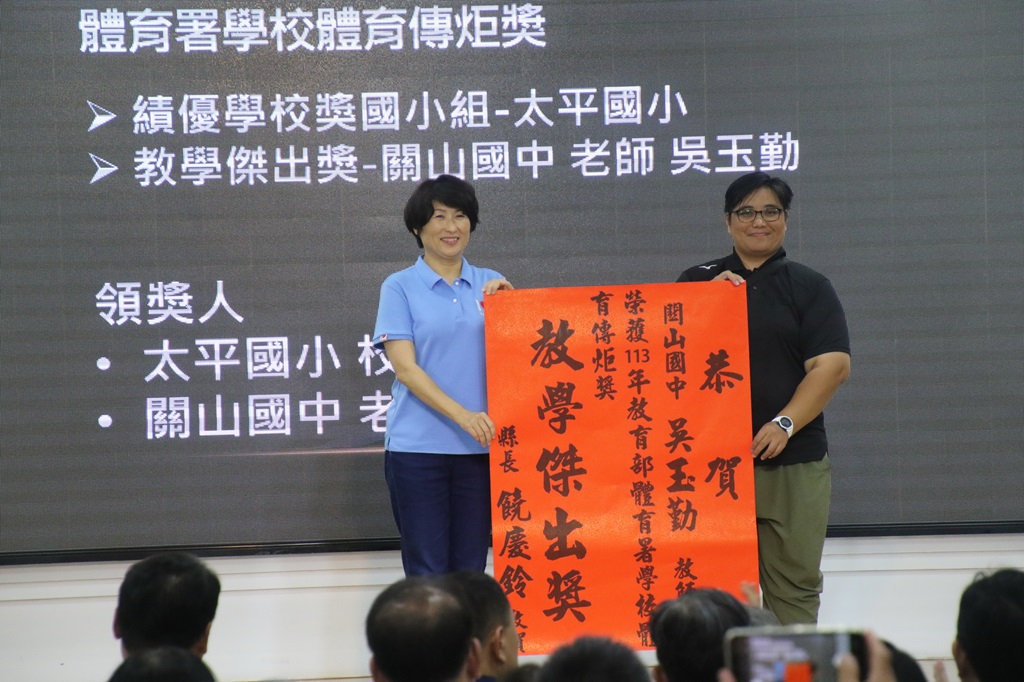 體育署學校體育傳炬獎
➢ 績優學校獎國小組-太平國小
➢ 教學傑出獎-關山國中 老師 吳玉勤
領獎人
• 太平國小 校
• 關山國中 老
恭賀
關山國中 吳玉勤 教
榮獲113年教育部體育署學校體
育傳炬獎
教學傑出獎
縣長 饒慶鈴 敬賀